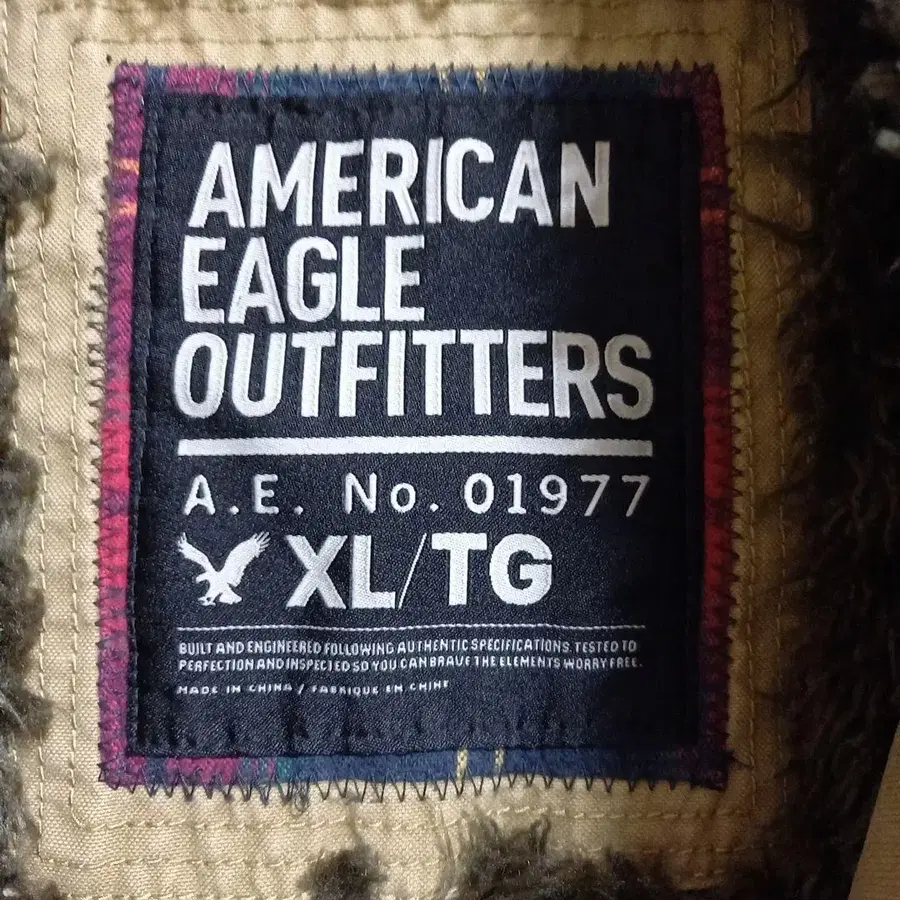 AMERICAN
EAGLE
OUTFITTERS
A.E. No. 01977
XL/TG
BUILT AND ENGINEERED FOLLOWING AUTHENTIC SPECIFICATIONS. TESTED TO
PERFECTION AND INSPECTED SO YOU CAN BRAVE THE ELEMENTS WORRY FREE.
MADE IN CHINA / FABRIQUE EN CHINE